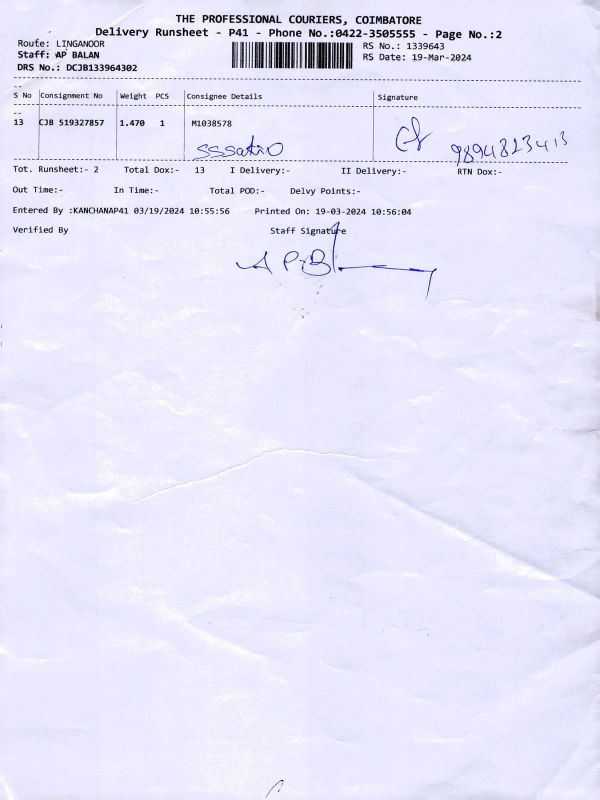 THE PROFESSIONAL COURIERS, COIMBATORE
Delivery Runsheet - P41 - Phone No.:0422-3505555 - Page No.:2
Route: LINGANOOR
RS No.: 1339643
Staff: AP BALAN
RS Date: 19-Mar-2024
DRS No.: DCJB133964302
--
S No Consignment No Weight PCS Consignee Details Signature
--
13 CJB 519327857 1.470 1 M1038578
9894823413
Tot. Runsheet:- 2 Total Dox:- 13 I Delivery:- II Delivery:- RTN Dox:-
Out Time:- In Time:- Total POD:- Delvy Points:-
Entered By :KANCHANAP41 03/19/2024 10:55:56 Printed On: 19-03-2024 10:56:04
Verified By Staff Signature